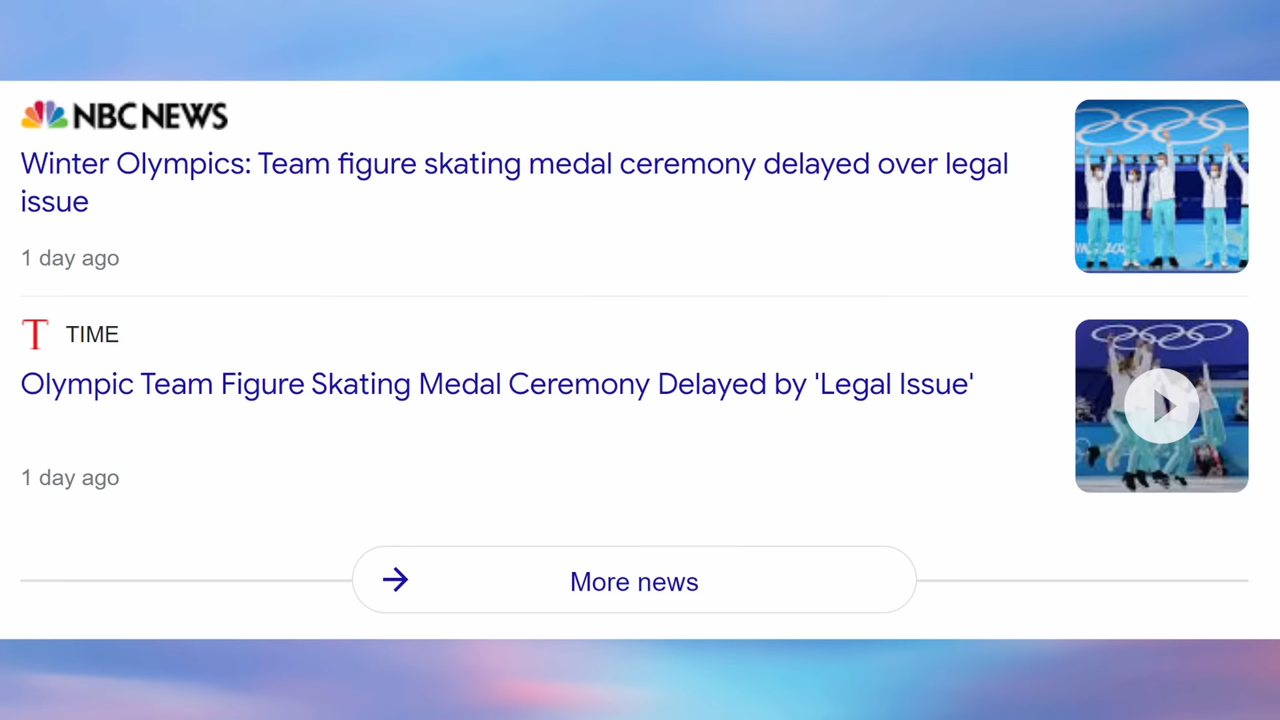 NBC NEWS
Winter Olympics: Team figure skating medal ceremony delayed over legal
issue
1 day ago
T TIME
Olympic Team Figure Skating Medal Ceremony Delayed by 'Legal Issue'
1 day ago
More news